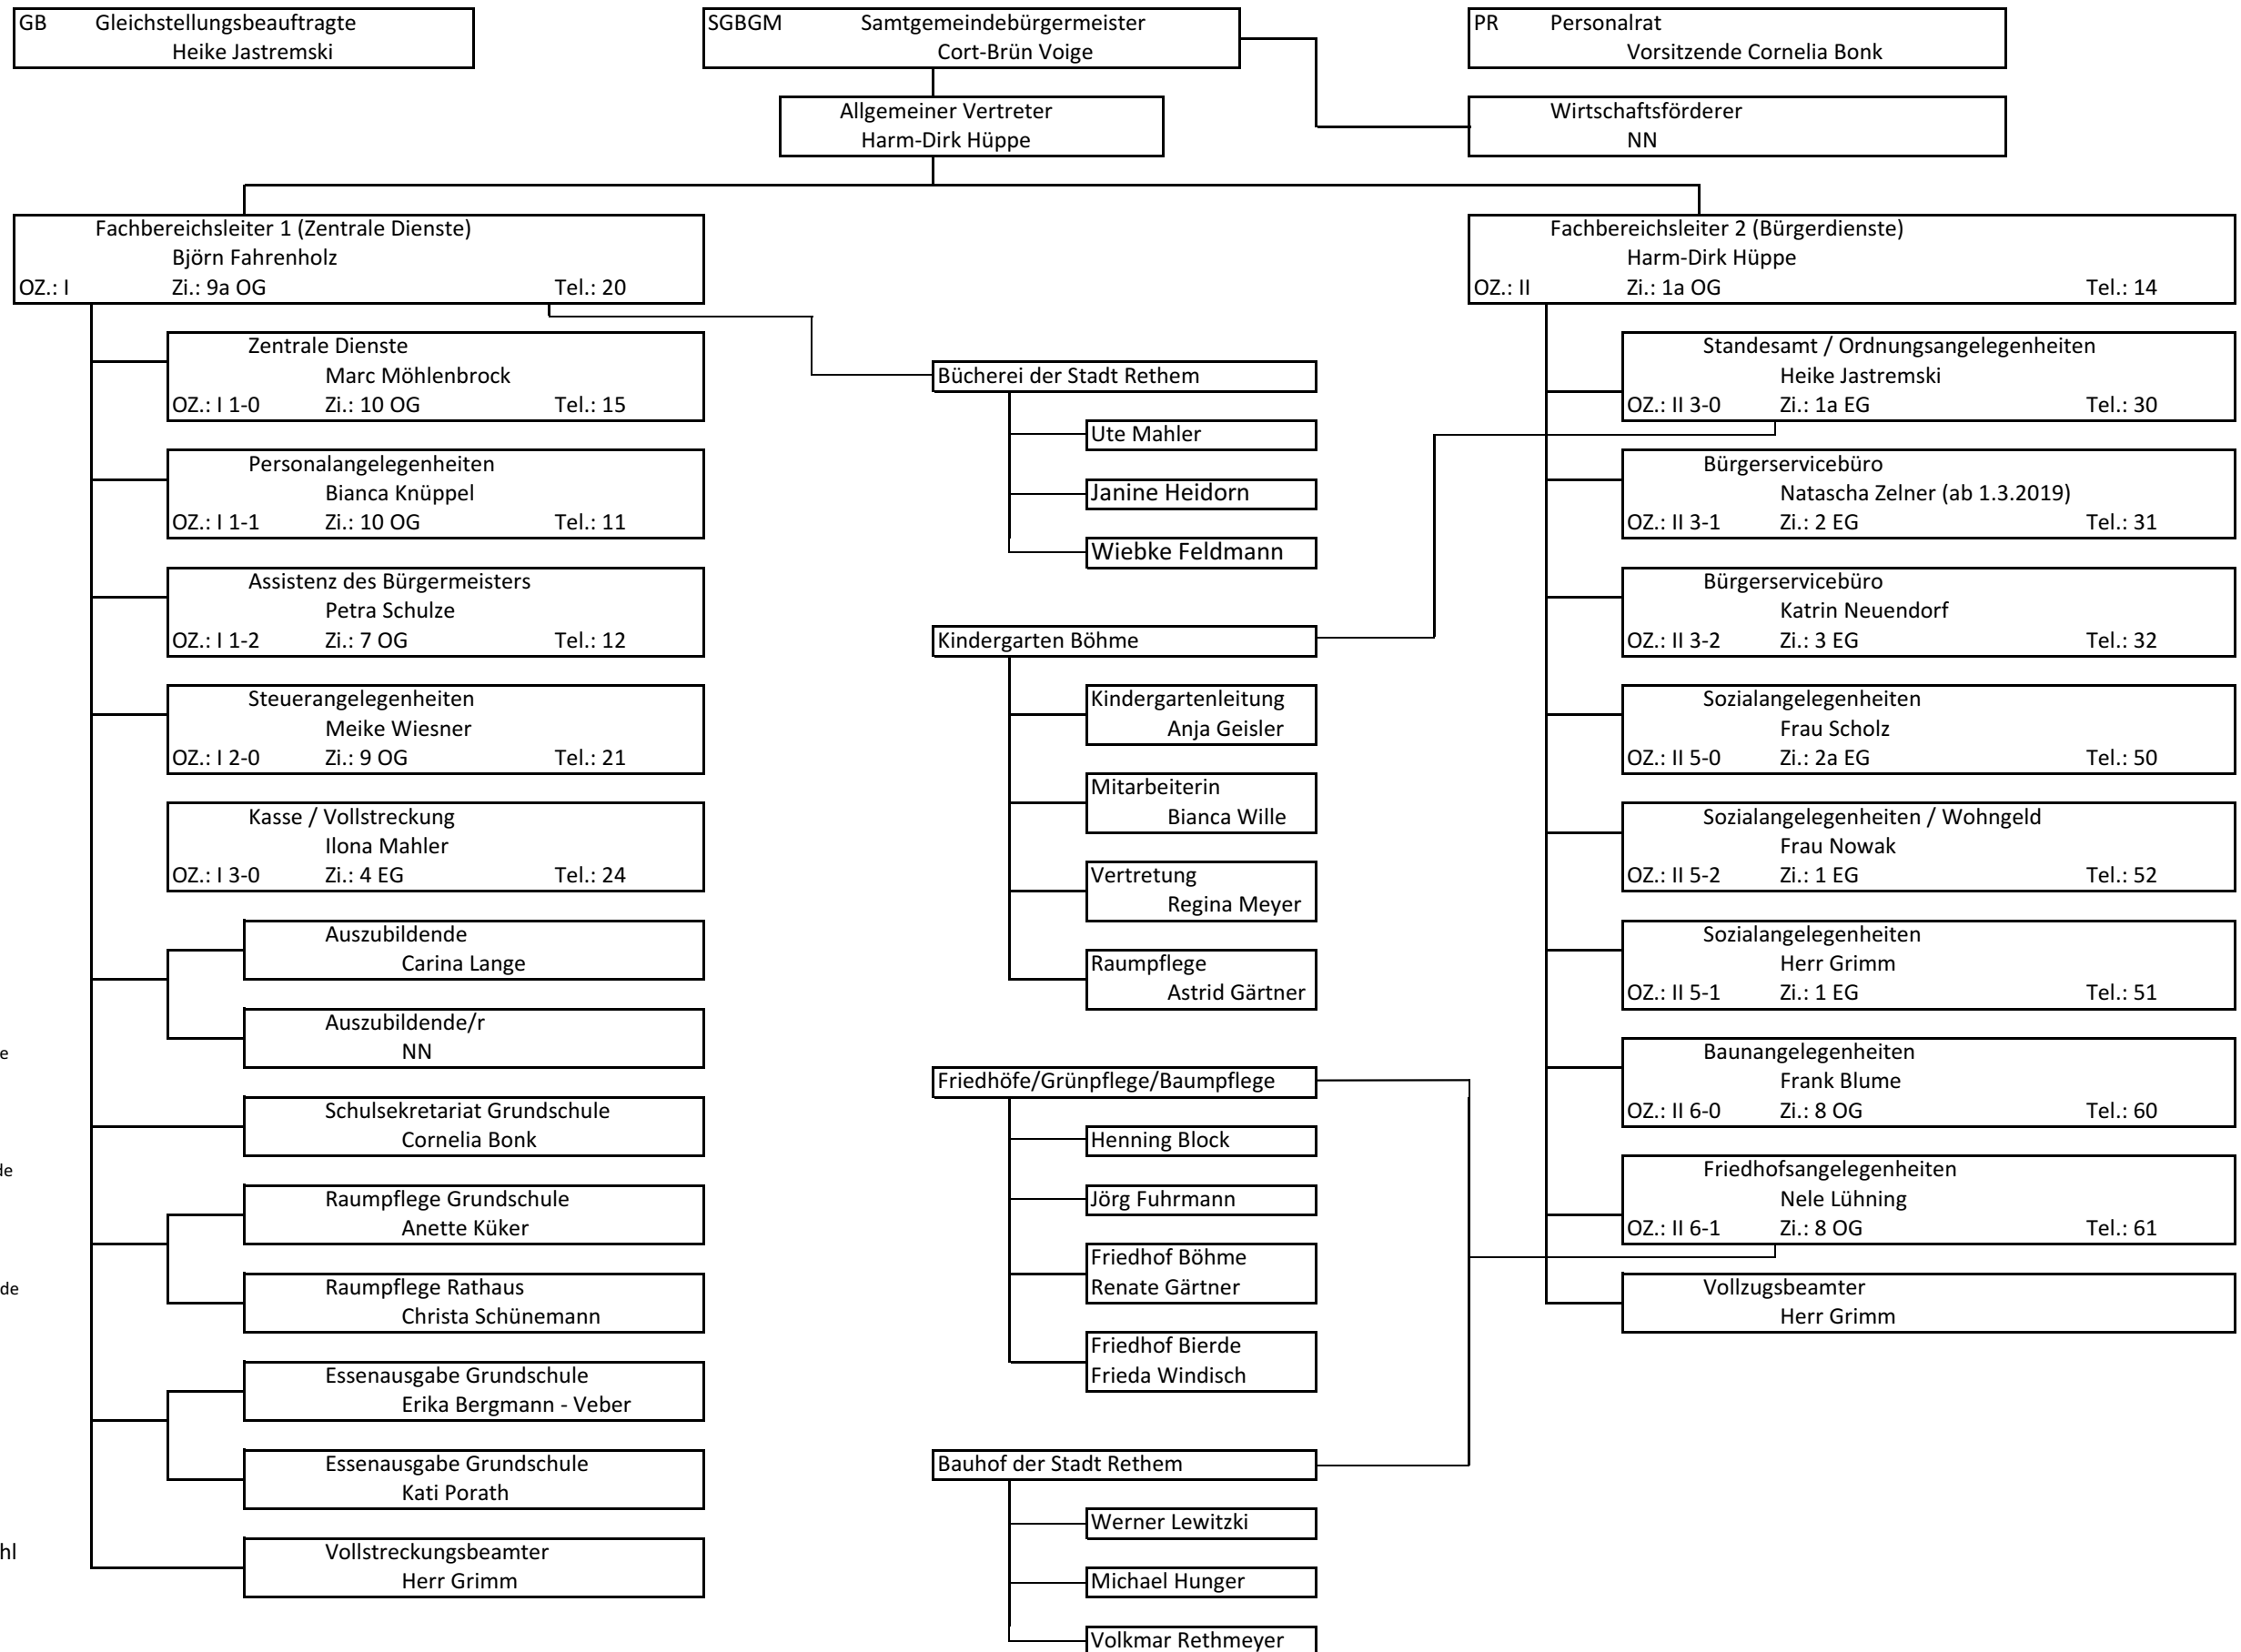 GB Gleichstellungsbeauftragte
Heike Jastremski
SGBGM Samtgemeindebürgermeister
Cort-Brün Voige
PR Personalrat
Vorsitzende Cornelia Bonk
Allgemeiner Vertreter
Harm-Dirk Hüppe
Wirtschaftsförderer
NN
Fachbereichsleiter 1 (Zentrale Dienste)
Björn Fahrenholz
OZ.: I Zi.: 9a OG Tel.: 20
Zentrale Dienste
Marc Möhlenbrock
OZ.: I 1-0 Zi.: 10 OG Tel.: 15
Personalangelegenheiten
Bianca Knüppel
OZ.: I 1-1 Zi.: 10 OG Tel.: 11
Assistenz des Bürgermeisters
Petra Schulze
OZ.: I 1-2 Zi.: 7 OG Tel.: 12
Steuerangelegenheiten
Meike Wiesner
OZ.: I 2-0 Zi.: 9 OG Tel.: 21
Kasse / Vollstreckung
Ilona Mahler
OZ.: I 3-0 Zi.: 4 EG Tel.: 24
Auszubildende
Carina Lange
Auszubildende/r
NN
e
Schulsekretariat Grundschule
Cornelia Bonk
de
Raumpflege Grundschule
Anette Küker
Raumpflege Rathaus
de
Christa Schünemann
Essenausgabe Grundschule
Erika Bergmann - Veber
Essenausgabe Grundschule
Kati Porath
Vollstreckungsbeamter
hl
Herr Grimm
Bücherei der Stadt Rethem
Ute Mahler
Janine Heidorn
Wiebke Feldmann
Kindergarten Böhme
Kindergartenleitung
Anja Geisler
Mitarbeiterin
Bianca Wille
Vertretung
Regina Meyer
Raumpflege
Astrid Gärtner
Friedhöfe/Grünpflege/Baumpflege
Henning Block
Jörg Fuhrmann
Friedhof Böhme
Renate Gärtner
Friedhof Bierde
Frieda Windisch
Bauhof der Stadt Rethem
Werner Lewitzki
Michael Hunger
Volkmar Rethmeyer
Fachbereichsleiter 2 (Bürgerdienste)
Harm-Dirk Hüppe
OZ.: II Zi.: 1a OG Tel.: 14
Standesamt / Ordnungsangelegenheiten
Heike Jastremski
OZ.: II 3-0 Zi.: 1a EG Tel.: 30
Bürgerservicebüro
Natascha Zelner (ab 1.3.2019)
OZ.: II 3-1 Zi.: 2 EG Tel.: 31
Bürgerservicebüro
Katrin Neuendorf
OZ.: II 3-2 Zi.: 3 EG Tel.: 32
Sozialangelegenheiten
Frau Scholz
OZ.: II 5-0 Zi.: 2a EG Tel.: 50
Sozialangelegenheiten / Wohngeld
Frau Nowak
OZ.: II 5-2 Zi.: 1 EG Tel.: 52
Sozialangelegenheiten
Herr Grimm
OZ.: II 5-1 Zi.: 1 EG Tel.: 51
Baunangelegenheiten
Frank Blume
OZ.: II 6-0 Zi.: 8 OG Tel.: 60
Friedhofsangelegenheiten
Nele Lühning
OZ.: II 6-1 Zi.: 8 OG Tel.: 61
Vollzugsbeamter
Herr Grimm